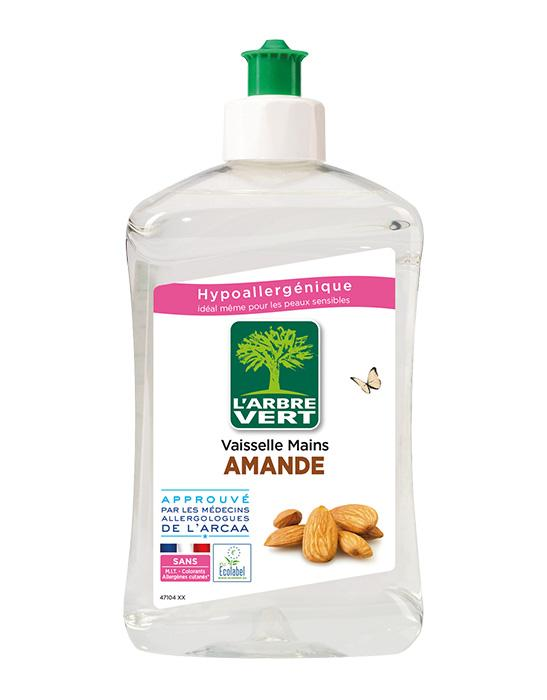 Hypoallergénique
idéal même pour les peaux sensibles
L'ARBRE
VERT
Vaisselle Mains
AMANDE
APPROUVÉ
PAR LES MÉDECINS
ALLERGOLOGUES
DE L'ARCAA
SANS
M.I.T. - Colorants
Allergènes cutanés*
Ecolabel
47104 XX